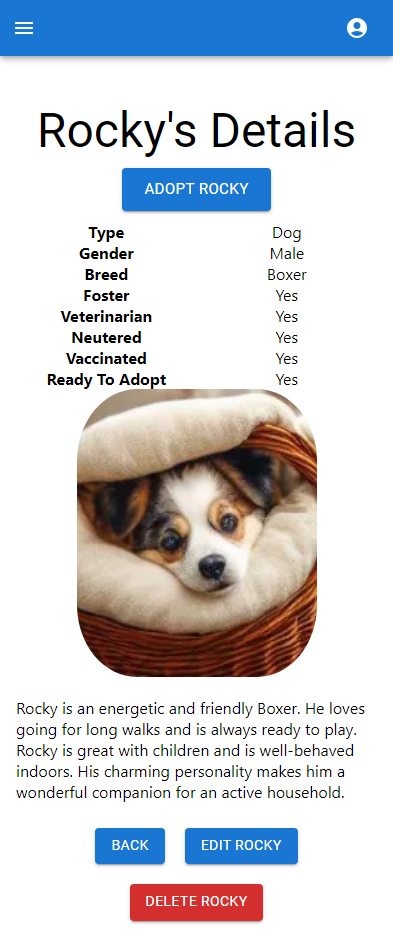 Rocky's Details
ADOPT ROCKY
Type Dog
Gender Male
Breed Boxer
Foster Yes
Veterinarian Yes
Neutered Yes
Vaccinated Yes
Ready To Adopt Yes
Rocky is an energetic and friendly Boxer. He loves
going for long walks and is always ready to play.
Rocky is great with children and is well-behaved
indoors. His charming personality makes him a
wonderful companion for an active household.
BACK EDIT ROCKY
DELETE ROCKY